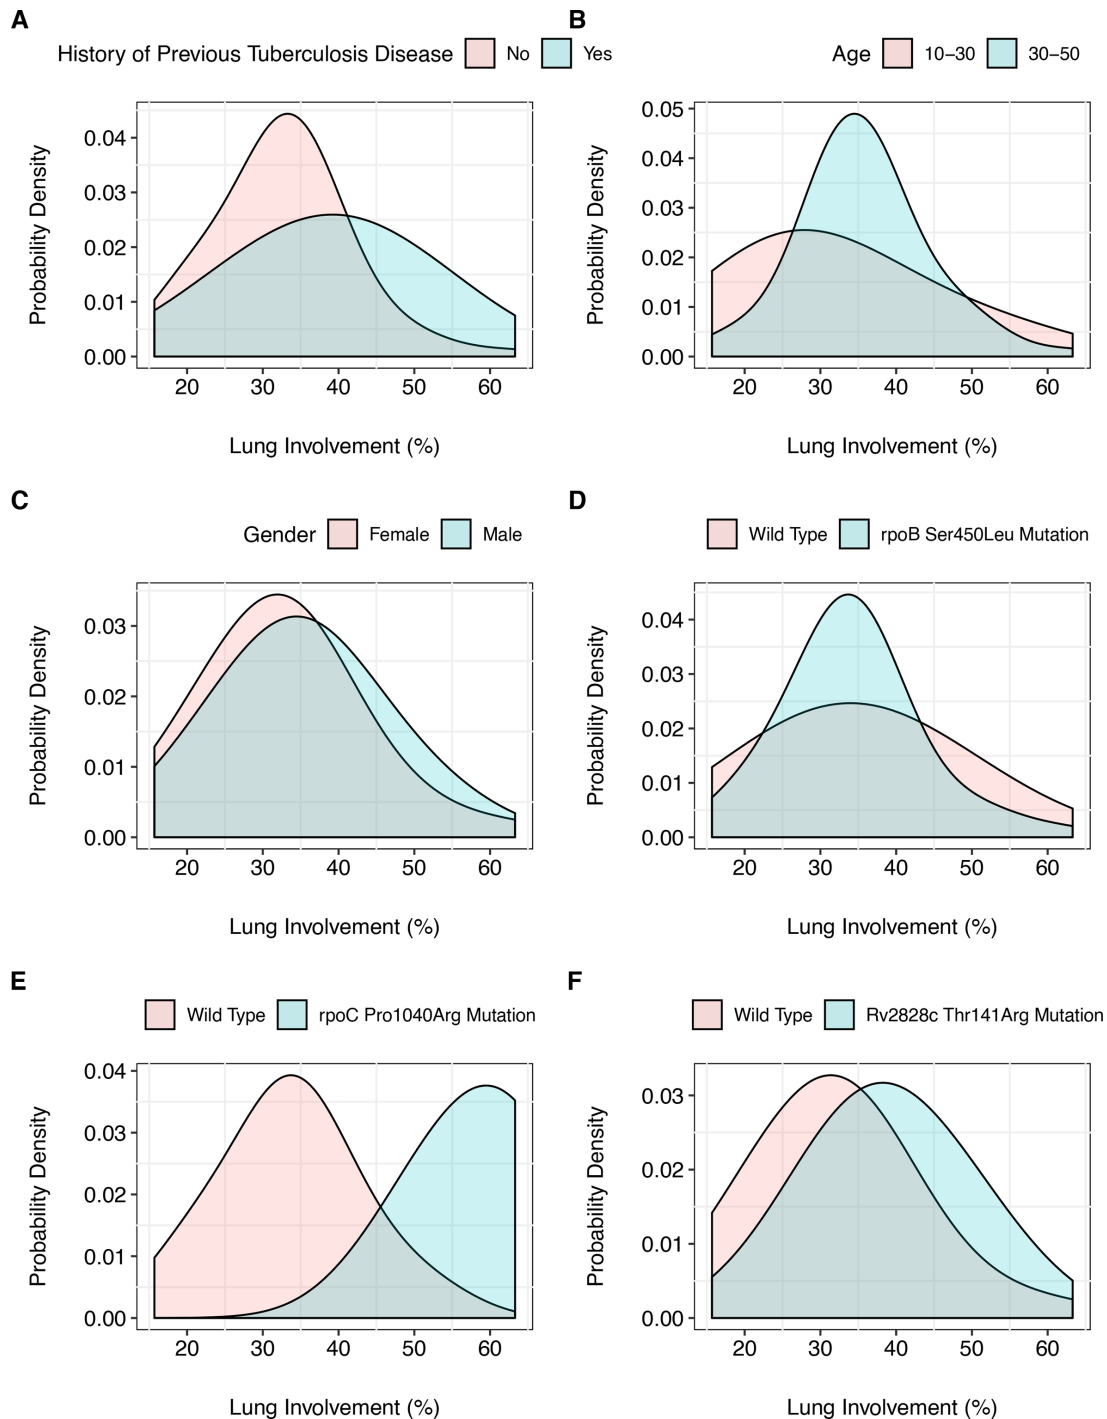 A
History of Previous Tuberculosis Disease No Yes
Probability Density
0.04
0.03
0.02
0.01
0.00
20 30 40 50 60
Lung Involvement (%)
B
Age 10−30 30−50
Probability Density
0.05
0.04
0.03
0.02
0.01
0.00
20 30 40 50 60
Lung Involvement (%)
C
Gender Female Male
Probability Density
0.03
0.02
0.01
0.00
20 30 40 50 60
Lung Involvement (%)
D
Wild Type rpoB Ser450Leu Mutation
Probability Density
0.04
0.03
0.02
0.01
0.00
20 30 40 50 60
Lung Involvement (%)
E
Wild Type rpoC Pro1040Arg Mutation
Probability Density
0.04
0.03
0.02
0.01
0.00
20 30 40 50 60
Lung Involvement (%)
F
Wild Type Rv2828c Thr141Arg Mutation
Probability Density
0.03
0.02
0.01
0.00
20 30 40 50 60
Lung Involvement (%)